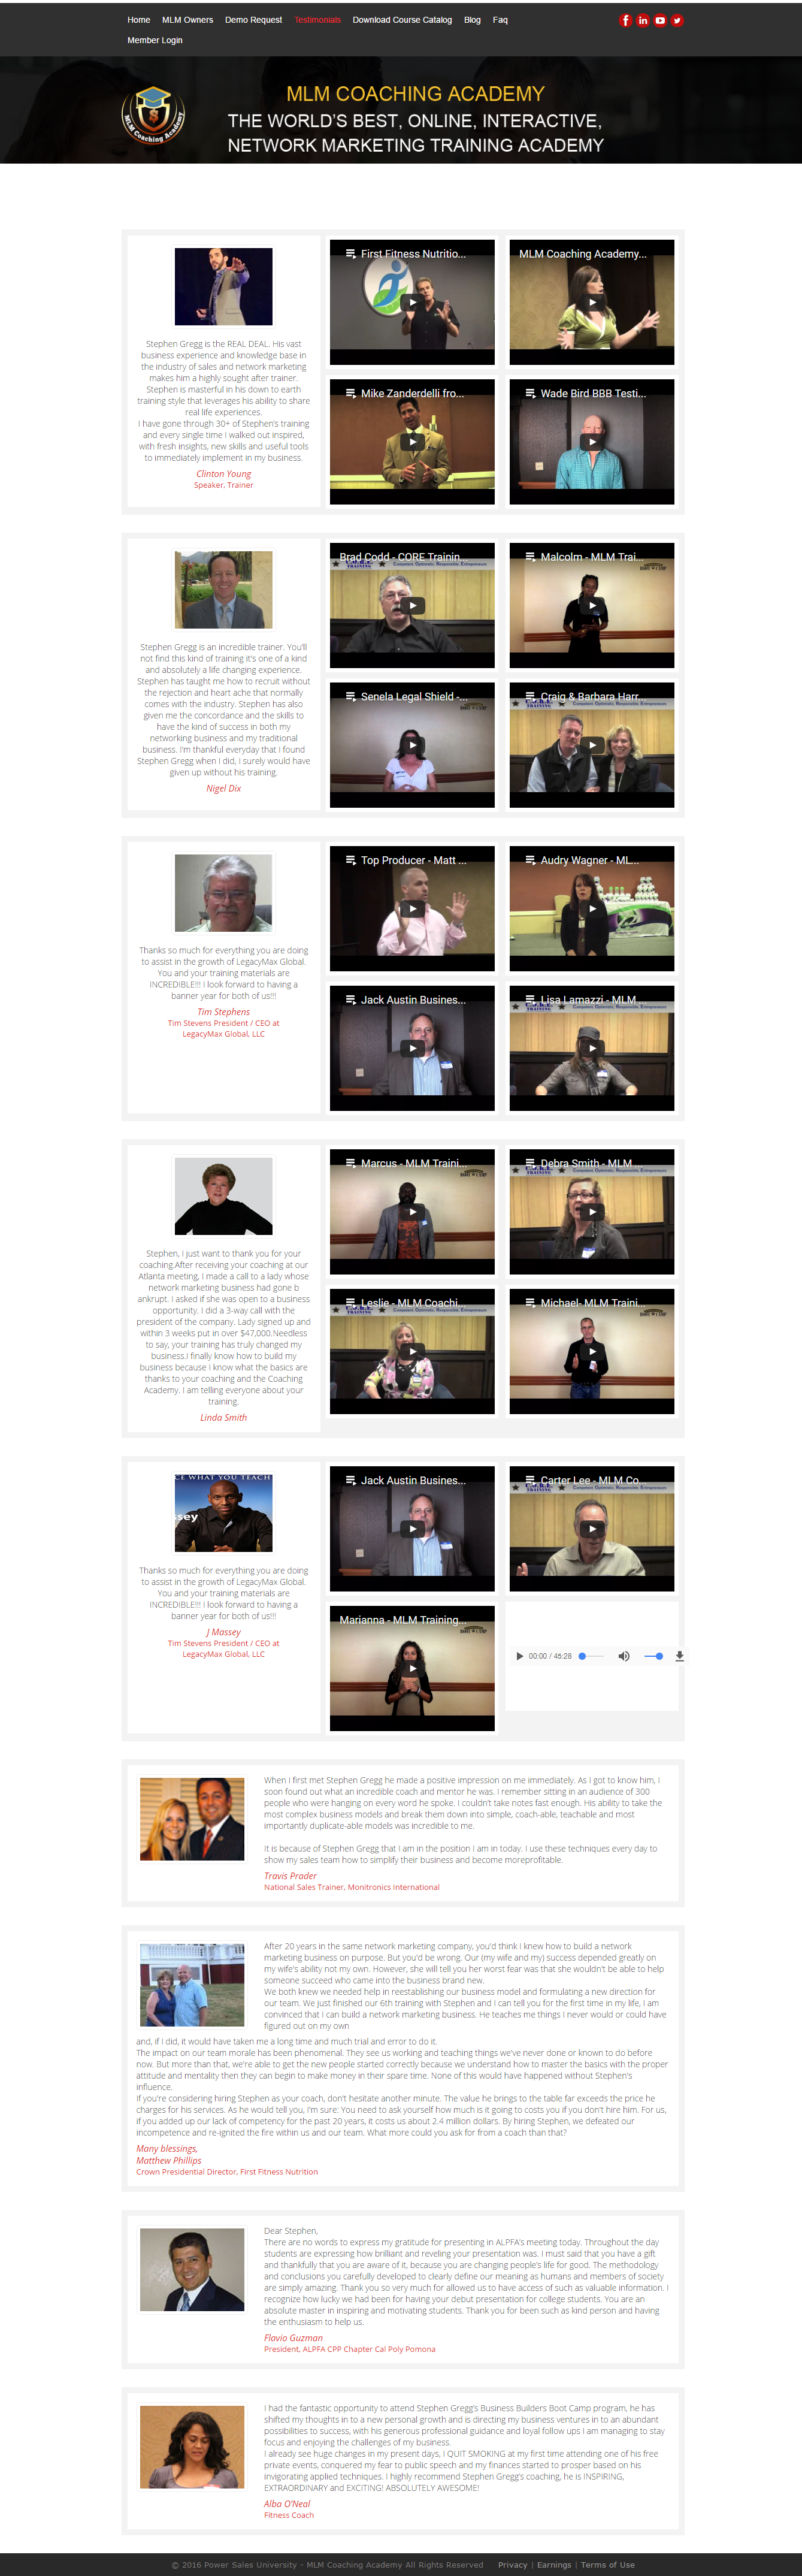 Home MLM Owners Demo Request Testimonials Download Course Catalog Blog Faq
Member Login
MLM Coaching Academy
MLM COACHING ACADEMY
THE WORLD'S BEST, ONLINE, INTERACTIVE,
NETWORK MARKETING TRAINING ACADEMY
Stephen Gregg is the REAL DEAL. His vast
business experience and knowledge base in
the industry of sales and network marketing
makes him a highly sought after trainer.
Stephen is masterful in his down to earth
training style that leverages his ability to share
real life experiences.
I have gone through 30+ of Stephen's training
and every single time I walked out inspired,
with fresh insights, new skills and useful tools
to immediately implement in my business.
Clinton Young
Speaker, Trainer
First Fitness Nutritio...
MLM Coaching Academy...
Mike Zanderdelli fro...
Wade Bird BBB Testi...
Stephen Gregg is an incredible trainer. You'll
not find this kind of training it's one of a kind
and absolutely a life changing experience.
Stephen has taught me how to recruit without
the rejection and heart ache that normally
comes with the industry. Stephen has also
given me the concordance and the skills to
have the kind of success in both my
networking business and my traditional
business. I'm thankful everyday that I found
Stephen Gregg when I did, I surely would have
given up without his training.
Nigel Dix
Brad Codd - CORE Trainin...
Malcolm - MLM Trai...
Senela Legal Shield -...
Craig & Barbara Harr...
Thanks so much for everything you are doing
to assist in the growth of LegacyMax Global.
You and your training materials are
INCREDIBLE!!! I look forward to having a
banner year for both of us!!!
Tim Stephens
Tim Stevens President / CEO at
LegacyMax Global, LLC
Top Producer - Matt ...
Audry Wagner - ML...
Jack Austin Busines...
Lisa Lamazzi - MLM ...
Stephen, I just want to thank you for your
coaching.After receiving your coaching at our
Atlanta meeting, I made a call to a lady whose
network marketing business had gone b
ankrupt. I asked if she was open to a business
opportunity. I did a 3-way call with the
president of the company. Lady signed up and
within 3 weeks put in over $47,000.Needless
to say, your training has truly changed my
business.I finally know how to build my
business because I know what the basics are
thanks to your coaching and the Coaching
Academy. I am telling everyone about your
training.
Linda Smith
Marcus - MLM Traini...
Debra Smith - MLM ...
Leslie - MLM Coachi...
Michael- MLM Traini...
CE WHAT YOU TEACH
ssey
Thanks so much for everything you are doing
to assist in the growth of LegacyMax Global.
You and your training materials are
INCREDIBLE!!! I look forward to having a
banner year for both of us!!!
J Massey
Tim Stevens President / CEO at
LegacyMax Global, LLC
Jack Austin Busines...
Carter Lee - MLM Co...
Marianna - MLM Training...
00:00 / 45:28
When I first met Stephen Gregg he made a positive impression on me immediately. As I got to know him, I
soon found out what an incredible coach and mentor he was. I remember sitting in an audience of 300
people who were hanging on every word he spoke. I couldn't take notes fast enough. His ability to take the
most complex business models and break them down into simple, coach-able, teachable and most
importantly duplicate-able models was incredible to me.
It is because of Stephen Gregg that I am in the position I am in today. I use these techniques every day to
show my sales team how to simplify their business and become moreprofitable.
Travis Prader
National Sales Trainer, Monitronics International
After 20 years in the same network marketing company, you'd think I knew how to build a network
marketing business on purpose. But you'd be wrong. Our (my wife and my) success depended greatly on
my wife's ability not my own. However, she will tell you her worst fear was that she wouldn't be able to help
someone succeed who came into the business brand new.
We both knew we needed help in reestablishing our business model and formulating a new direction for
our team. We just finished our 6th training with Stephen and I can tell you for the first time in my life, I am
convinced that I can build a network marketing business. He teaches me things I never would or could have
figured out on my own
and, if I did, it would have taken me a long time and much trial and error to do it.
The impact on our team morale has been phenomenal. They see us working and teaching things we've never done or known to do before
now. But more than that, we're able to get the new people started correctly because we understand how to master the basics with the proper
attitude and mentality then they can begin to make money in their spare time. None of this would have happened without Stephen's
influence.
If you're considering hiring Stephen as your coach, don't hesitate another minute. The value he brings to the table far exceeds the price he
charges for his services. As he would tell you, I'm sure: You need to ask yourself how much is it going to costs you if you don't hire him. For us,
if you added up our lack of competency for the past 20 years, it costs us about 2.4 million dollars. By hiring Stephen, we defeated our
incompetence and re-ignited the fire within us and our team. What more could you ask for from a coach than that?
Many blessings,
Matthew Phillips
Crown Presidential Director, First Fitness Nutrition
Dear Stephen,
There are no words to express my gratitude for presenting in ALPFA's meeting today. Throughout the day
students are expressing how brilliant and reveling your presentation was. I must said that you have a gift
and thankfully that you are aware of it, because you are changing people's life for good. The methodology
and conclusions you carefully developed to clearly define our meaning as humans and members of society
are simply amazing. Thank you so very much for allowed us to have access of such as valuable information. I
recognize how lucky we had been for having your debut presentation for college students. You are an
absolute master in inspiring and motivating students. Thank you for been such as kind person and having
the enthusiasm to help us.
Flavio Guzman
President, ALPFA CPP Chapter Cal Poly Pomona
I had the fantastic opportunity to attend Stephen Gregg's Business Builders Boot Camp program, he has
shifted my thoughts in to a new personal growth and is directing my business ventures in to an abundant
possibilities to success, with his generous professional guidance and loyal follow ups I am managing to stay
focus and enjoying the challenges of my business.
I already see huge changes in my present days, I QUIT SMOKING at my first time attending one of his free
private events, conquered my fear to public speech and my finances started to prosper based on his
invigorating applied techniques. I highly recommend Stephen Gregg's coaching, he is INSPIRING,
EXTRAORDINARY and EXCITING! ABSOLUTELY AWESOME!
Alba O'Neal
Fitness Coach
© 2016 Power Sales University - MLM Coaching Academy All Rights Reserved Privacy | Earnings | Terms of Use